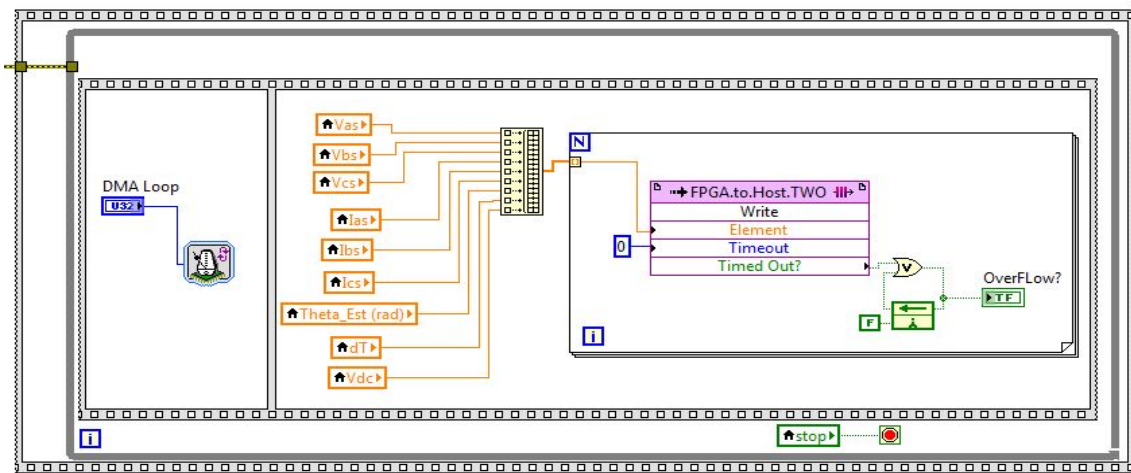 Vas
Vbs
Vcs
DMA Loop
U32
Ias
Ibs
Ics
Theta_Est (rad)
dT
Vdc
N
FPGA.to.Host.TWO
Write
Element
0
Timeout
Timed Out?
V
OverFLow?
TF
F
i
i
stop